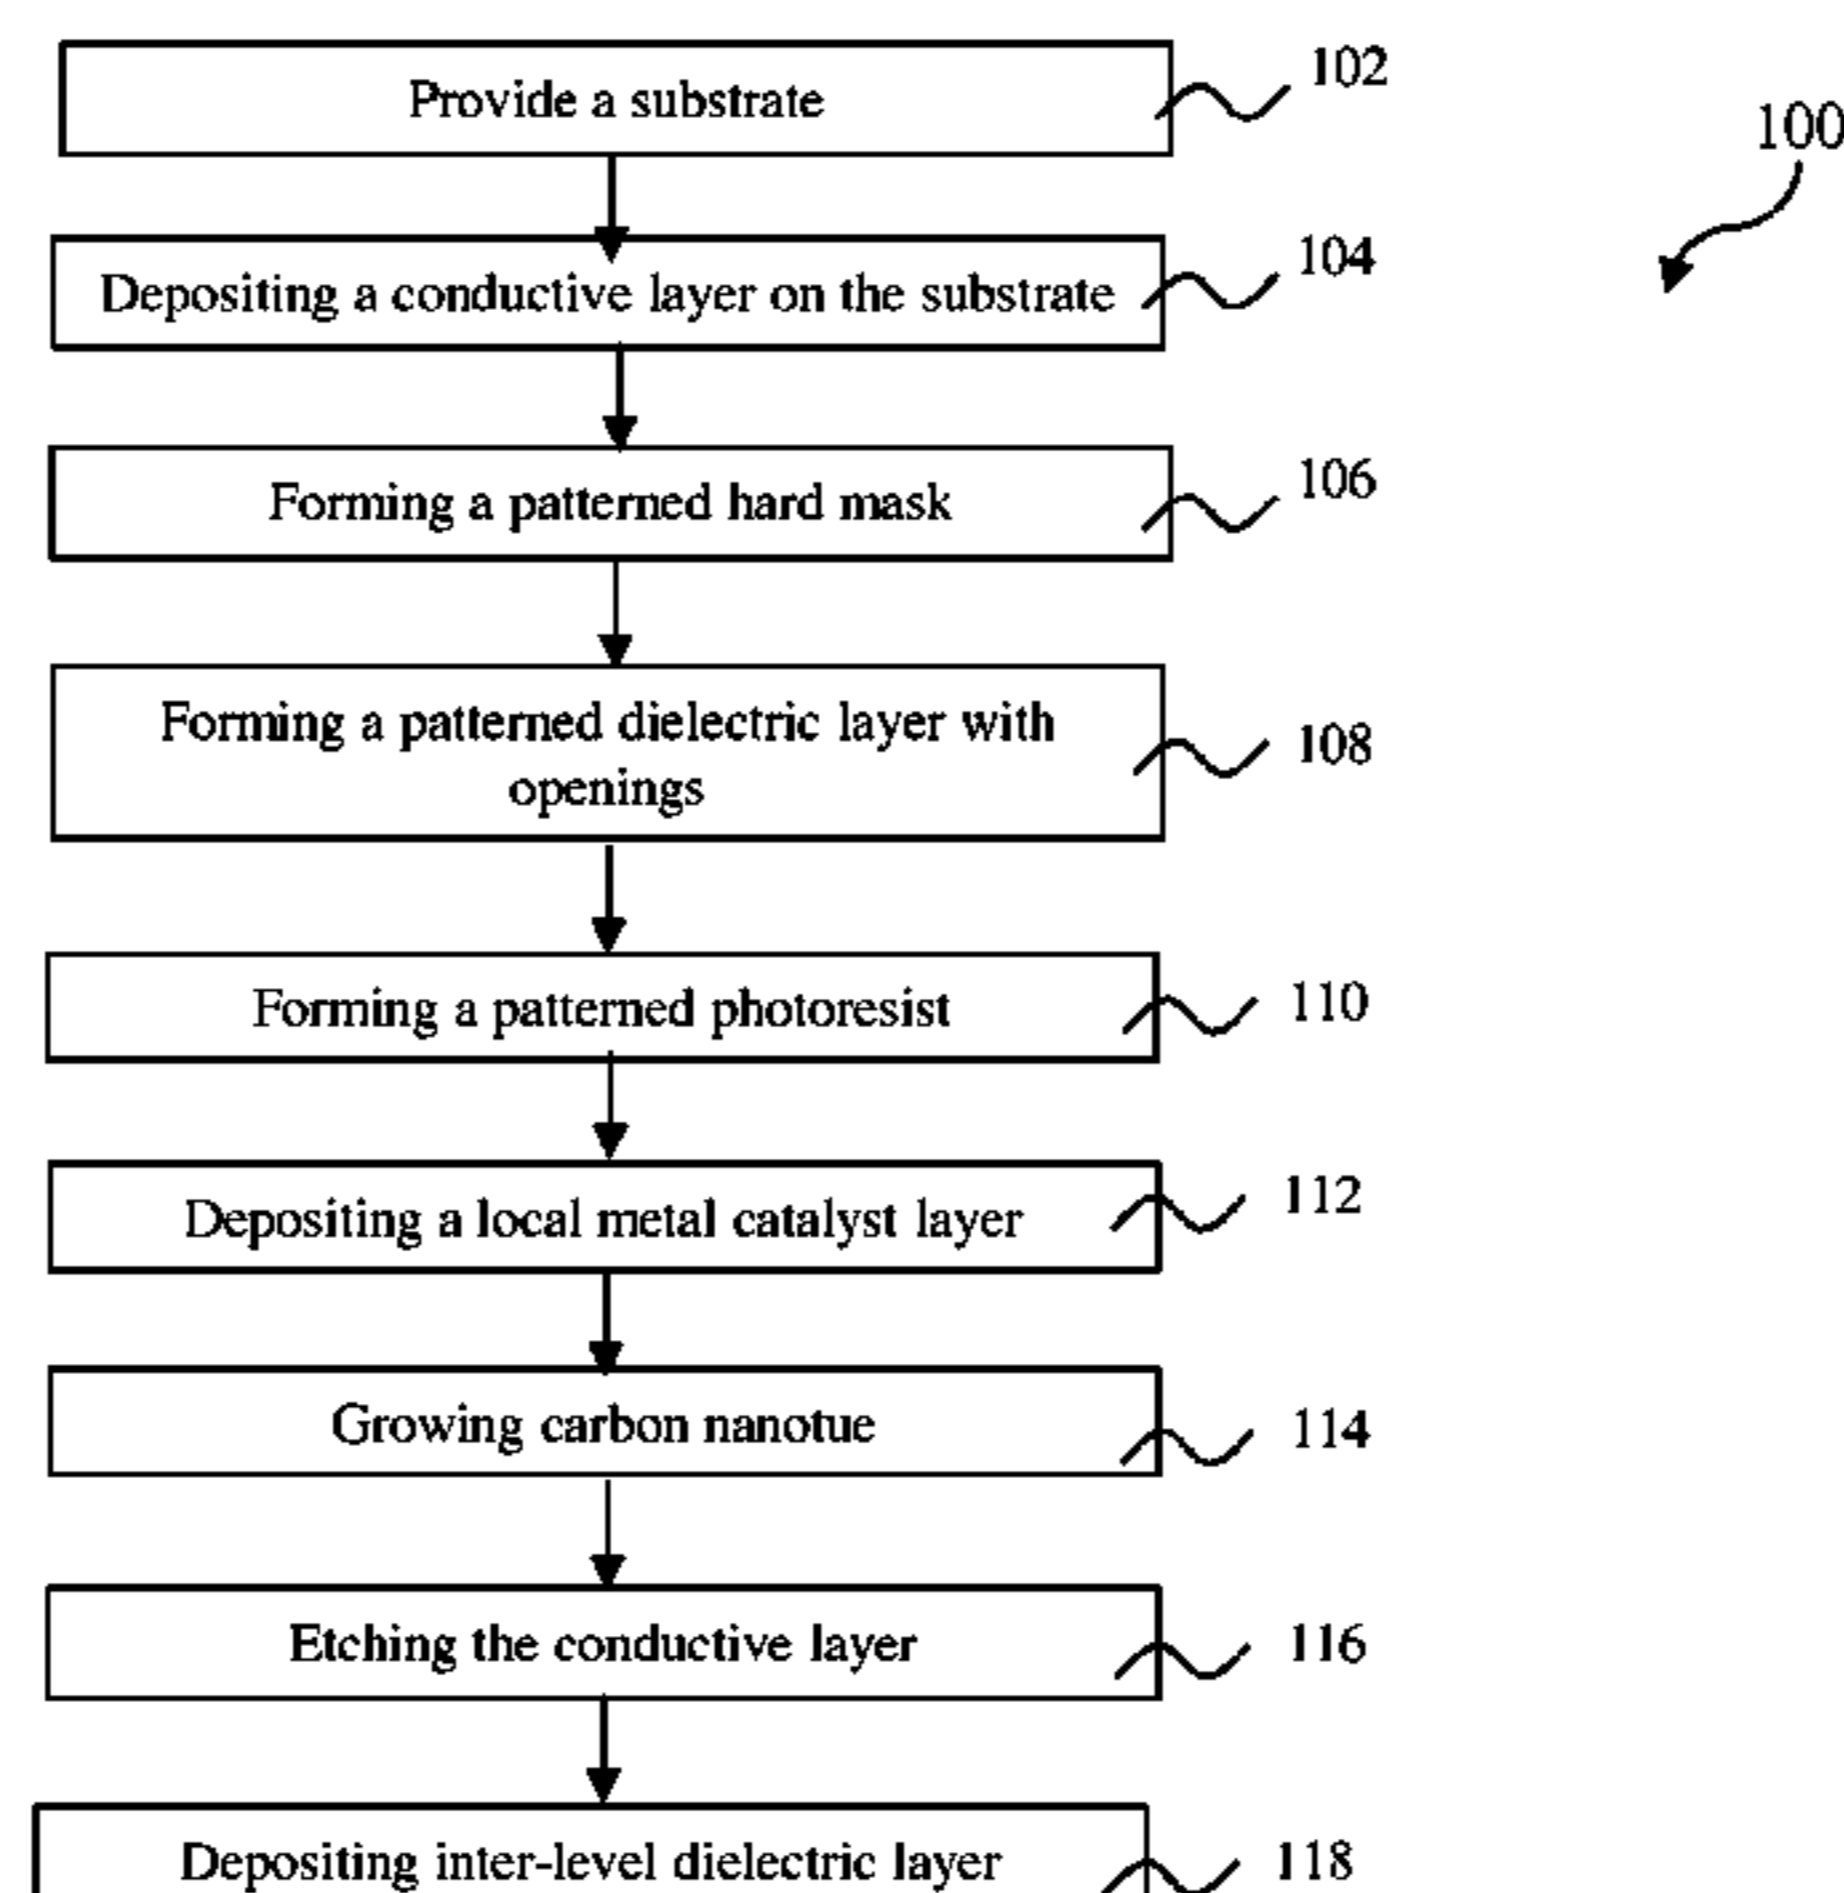 Provide a substrate
102
100
Depositing a conductive layer on the substrate
104
Forming a patterned hard mask
106
Forming a patterned dielectric layer with
openings
108
Forming a patterned photoresist
110
Depositing a local metal catalyst layer
112
Growing carbon nanotue
114
Etching the conductive layer
116
Depositing inter-level dielectric layer
118